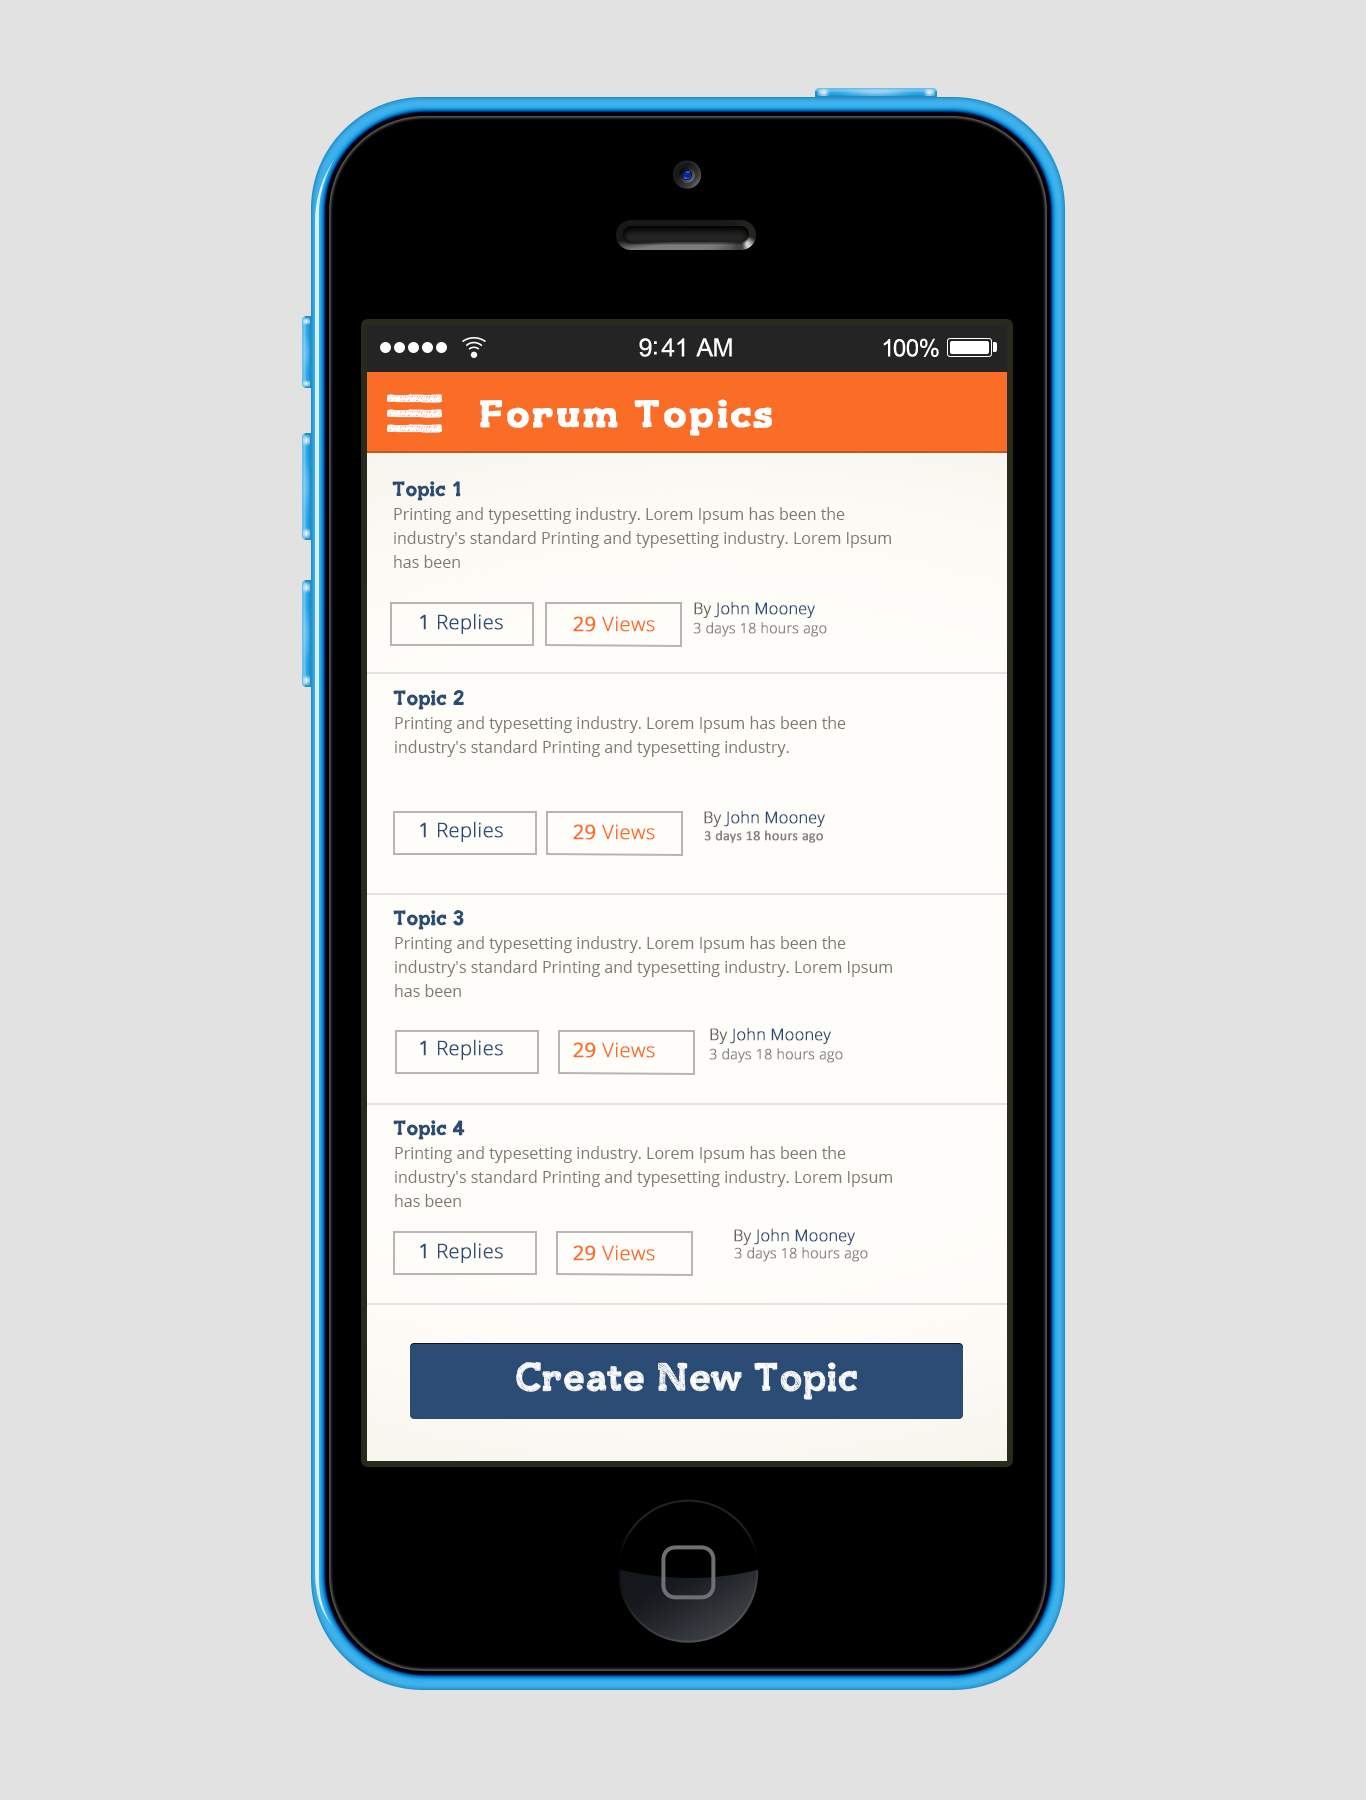 9:41 AM 100%
Forum Topics
Topic 1
Printing and typesetting industry. Lorem Ipsum has been the
industry's standard Printing and typesetting industry. Lorem Ipsum
has been
1 Replies 29 Views By John Mooney
3 days 18 hours ago
Topic 2
Printing and typesetting industry. Lorem Ipsum has been the
industry's standard Printing and typesetting industry.
1 Replies 29 Views By John Mooney
3 days 18 hours ago
Topic 3
Printing and typesetting industry. Lorem Ipsum has been the
industry's standard Printing and typesetting industry. Lorem Ipsum
has been
1 Replies 29 Views By John Mooney
3 days 18 hours ago
Topic 4
Printing and typesetting industry. Lorem Ipsum has been the
industry's standard Printing and typesetting industry. Lorem Ipsum
has been
1 Replies 29 Views By John Mooney
3 days 18 hours ago
Create New Topic